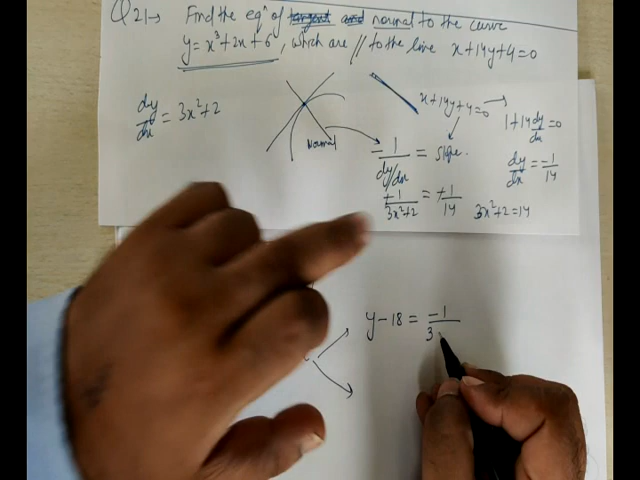 Q21→ Find the eqⁿ of tangent and normal to the curve
y = x³+2x+6, which are // to the line x+14y+4=0
dy/dx = 3x²+2
Normal
x+14y+4=0 →
1+14 dy/dx = 0
-1/(dy/dx) = slope.
dy/dx = -1/14
+1/(3x²+2) = +1/14
3x²+2=14
y-18 = -1/3